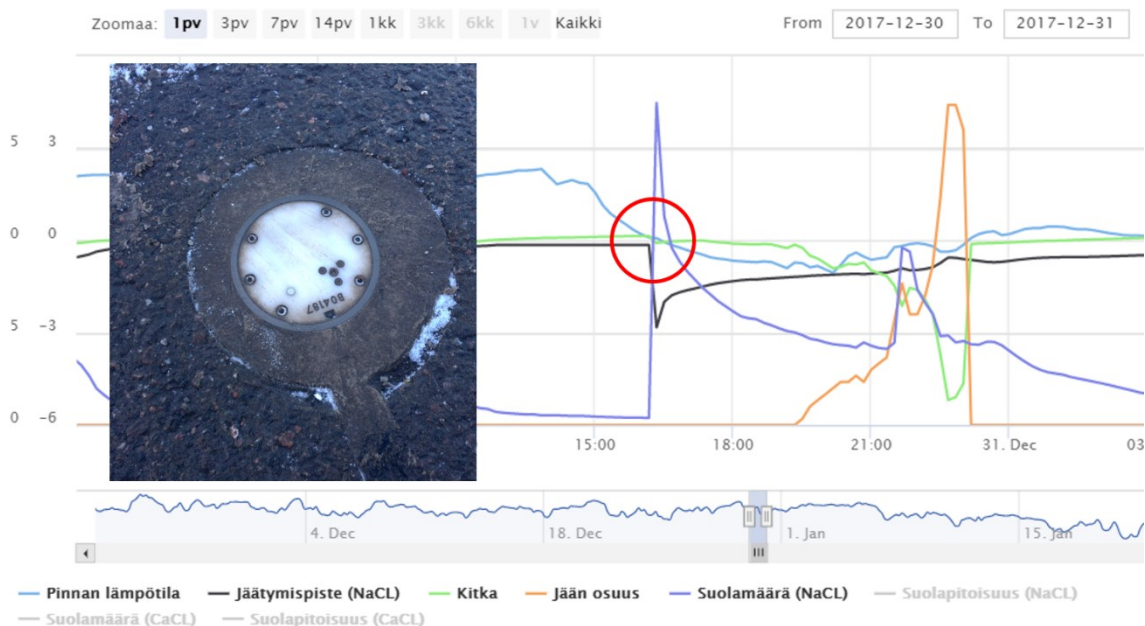 Zoomaa: 1pv 3pv 7pv 14pv 1kk 3kk 6kk 1v Kaikki From 2017-12-30 To 2017-12-31
5 3
0 0
5 -3
0 -6
15:00 18:00 21:00 31. Dec 03
B04187
4. Dec 18. Dec 1. Jan 15. Jan
Pinnan lämpötila Jäätymispiste (NaCL) Kitka Jään osuus Suolamäärä (NaCL) Suolapitoisuus (NaCL)
Suolamäärä (CaCL) Suolapitoisuus (CaCL)